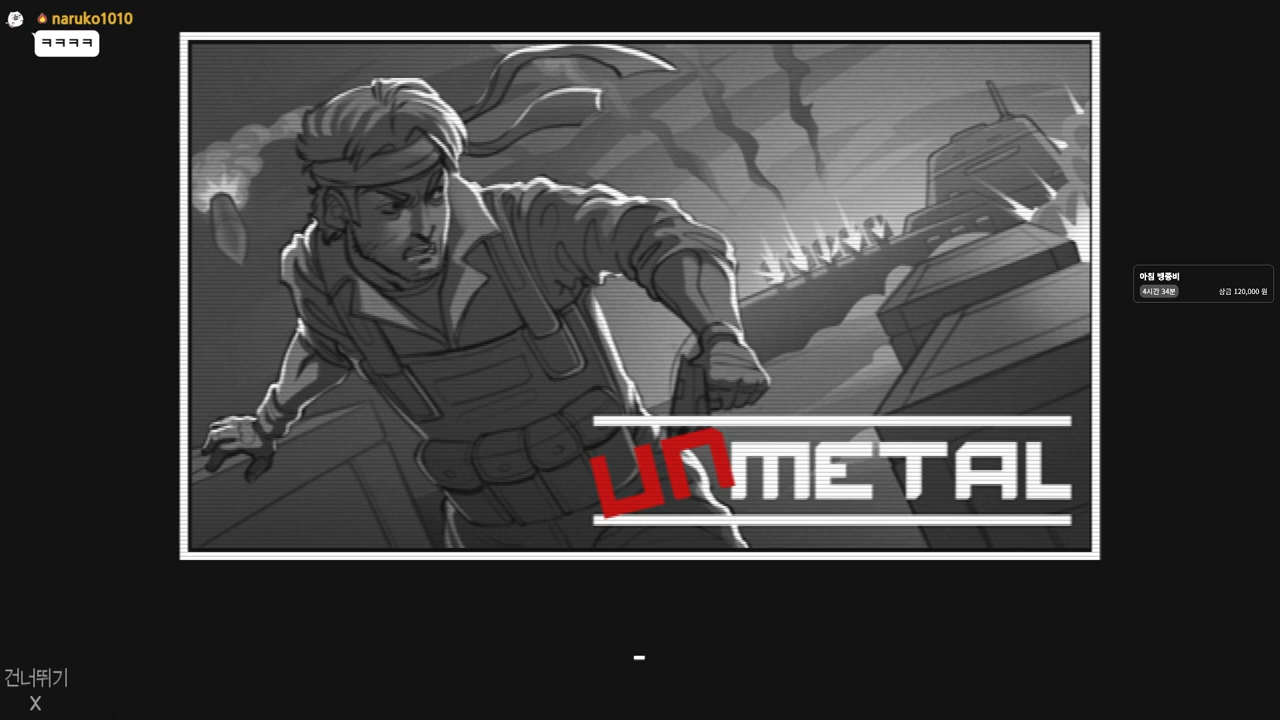 naruko1010
ㅋㅋㅋㅋ
아침 뱅종비
4시간 34분 상금 120,000 원
UNMETAL
건너뛰기
X